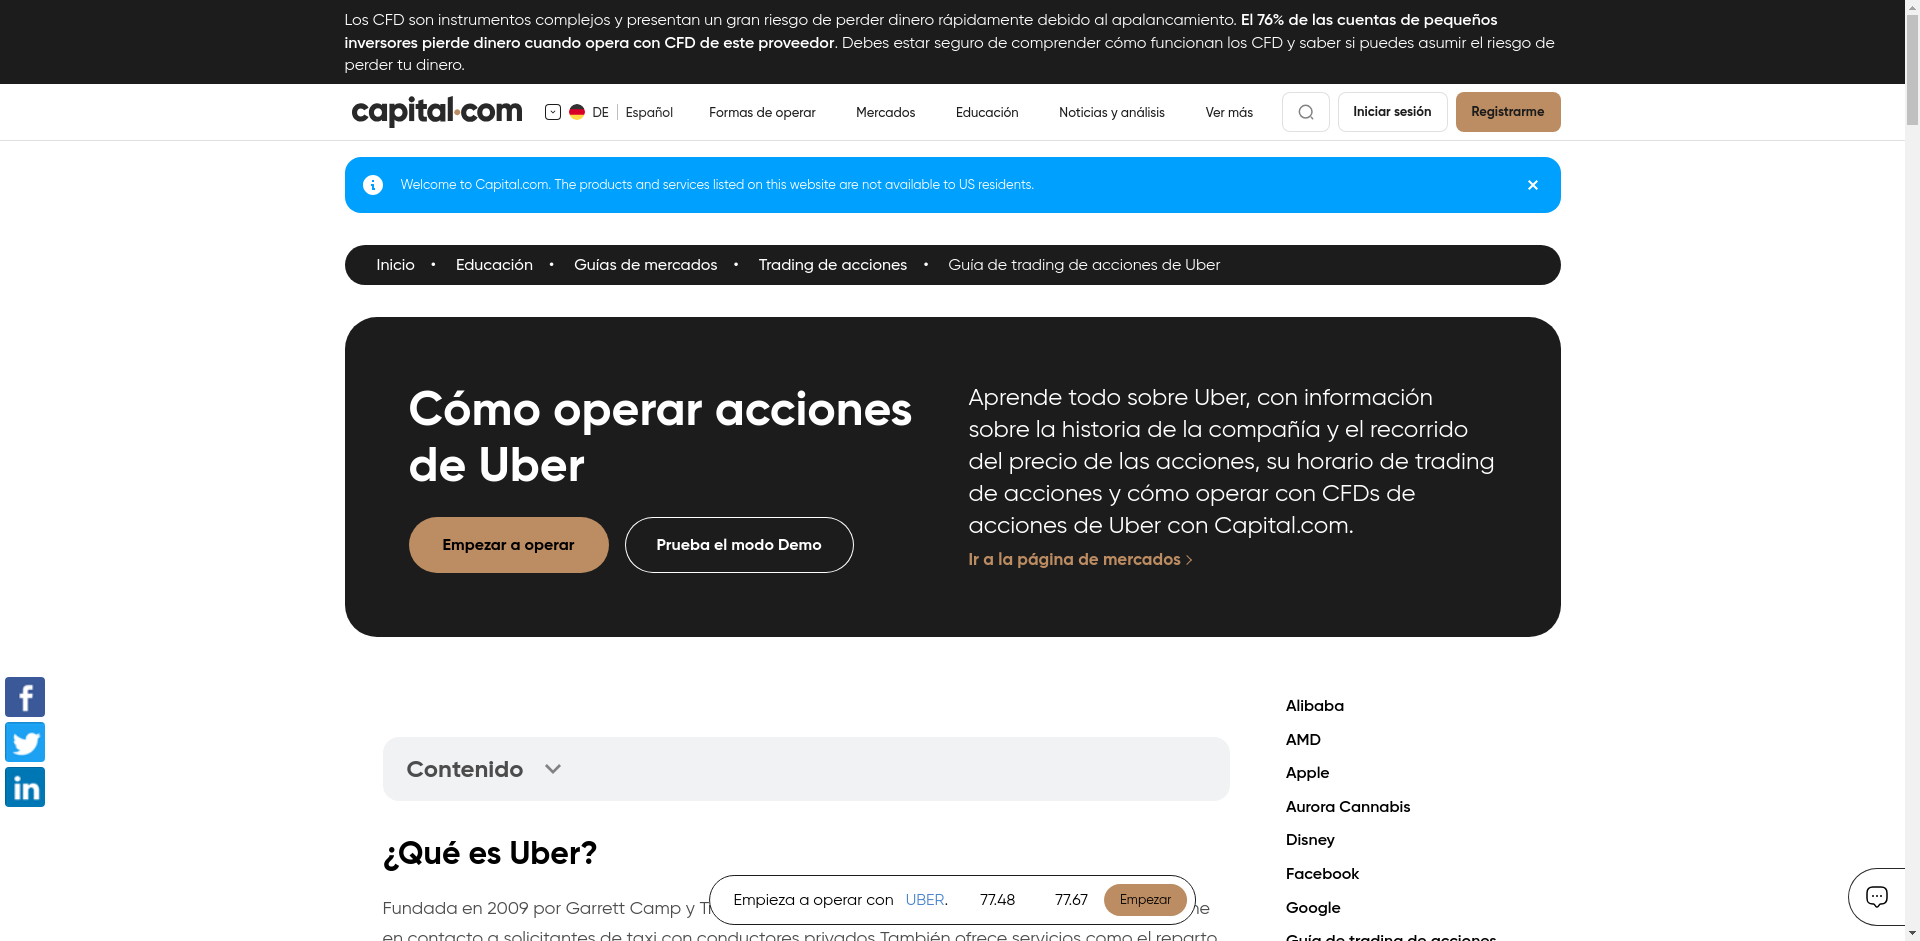 Los CFD son instrumentos complejos y presentan un gran riesgo de perder dinero rápidamente debido al apalancamiento. El 76% de las cuentas de pequeños
inversores pierde dinero cuando opera con CFD de este proveedor. Debes estar seguro de comprender cómo funcionan los CFD y saber si puedes asumir el riesgo de
perder tu dinero.
capital.com
DE
Español
Formas de operar
Mercados
Educación
Noticias y análisis
Ver más
Iniciar sesión
Registrarme
Welcome to Capital.com. The products and services listed on this website are not available to US residents.
Inicio • Educación • Guías de mercados • Trading de acciones • Guía de trading de acciones de Uber
Cómo operar acciones
de Uber
Empezar a operar
Prueba el modo Demo
Aprende todo sobre Uber, con información
sobre la historia de la compañía y el recorrido
del precio de las acciones, su horario de trading
de acciones y cómo operar con CFDs de
acciones de Uber con Capital.com.
Ir a la página de mercados
Contenido
¿Qué es Uber?
Fundada en 2009 por Garrett Camp y
en contacto a solicitantes de taxi con conductores privados. También ofrece servicios como el reparto
Empieza a operar con UBER. 77.48 77.67 Empezar
Alibaba
AMD
Apple
Aurora Cannabis
Disney
Facebook
Google
Guía de trading de acciones